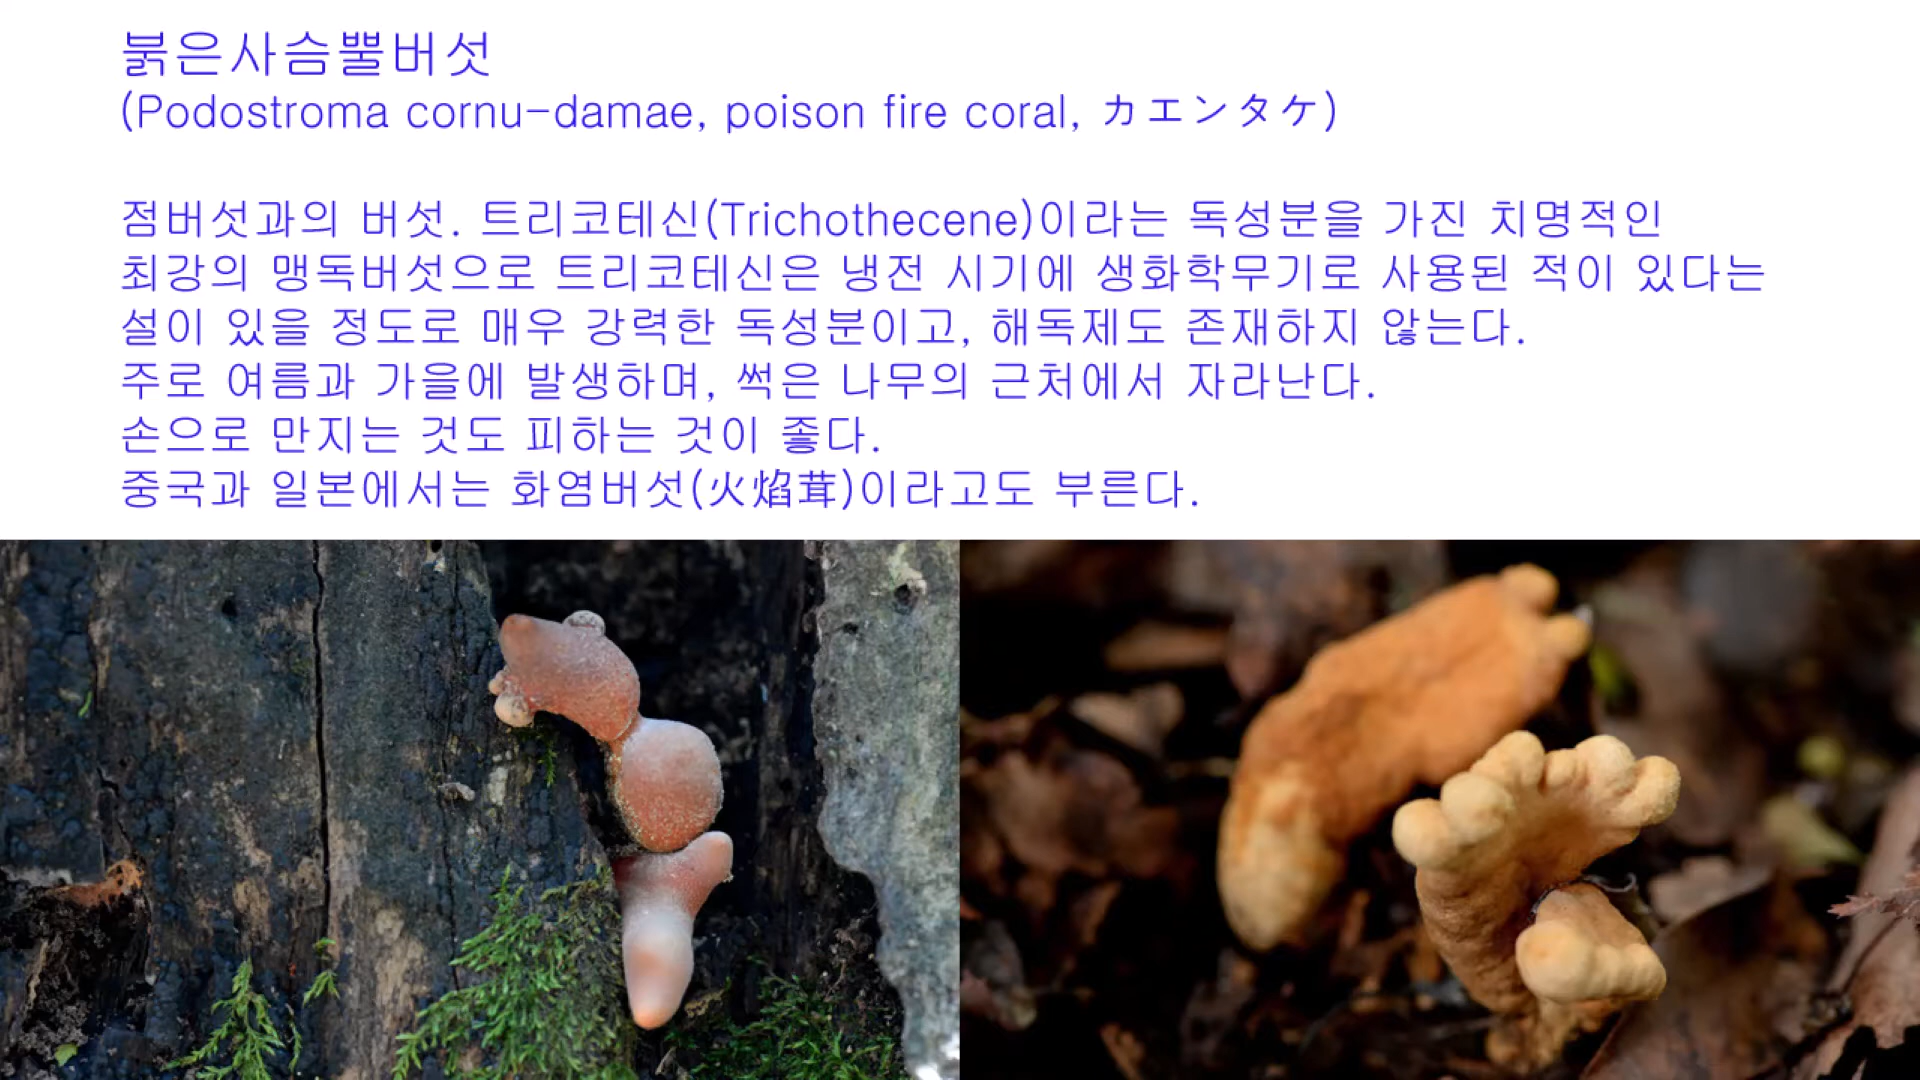 붉은사슴뿔버섯
(Podostroma cornu-damae, poison fire coral, カエンタケ)
점버섯과의 버섯. 트리코테신(Trichothecene)이라는 독성분을 가진 치명적인
최강의 맹독버섯으로 트리코테신은 냉전 시기에 생화학무기로 사용된 적이 있다는
설이 있을 정도로 매우 강력한 독성분이고, 해독제도 존재하지 않는다.
주로 여름과 가을에 발생하며, 썩은 나무의 근처에서 자라난다.
손으로 만지는 것도 피하는 것이 좋다.
중국과 일본에서는 화염버섯(火焰茸)이라고도 부른다.